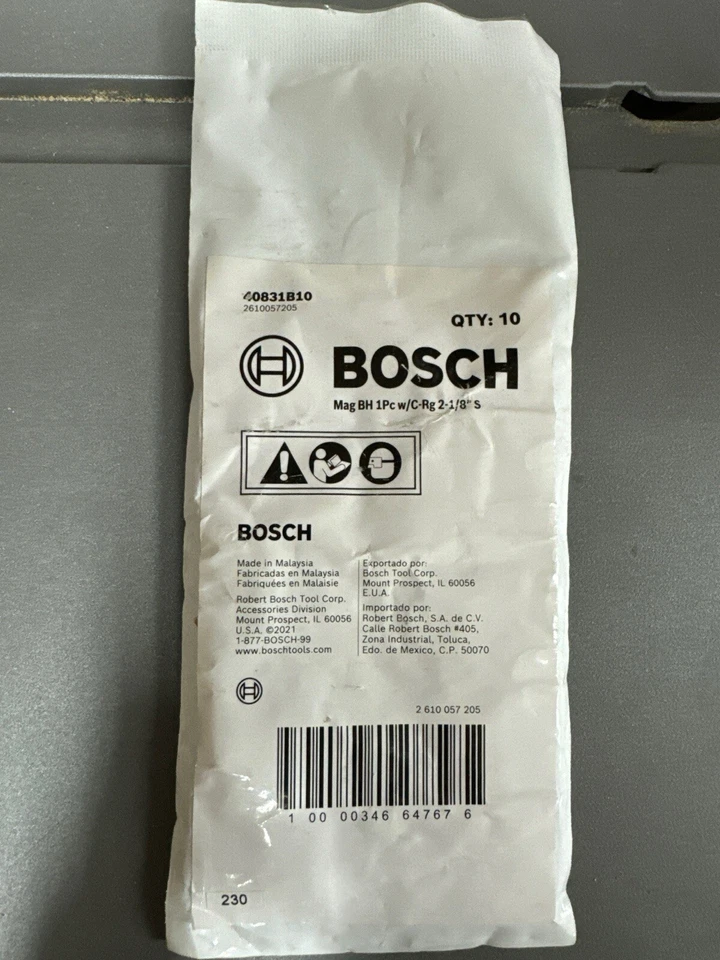 40831B10
2610057205
QTY: 10
BOSCH
Mag BH 1Pc w/C-Rg 2-1/8" S
BOSCH
Made in Malaysia
Fabricadas en Malaysia
Fabriquées en Malaisie
Robert Bosch Tool Corp.
Accessories Division
Mount Prospect, IL 60056
U.S.A. ©2021
1-877-BOSCH-99
www.boschtools.com
Exportado por:
Bosch Tool Corp.
Mount Prospect, IL 60056
E.U.A.
Importado por:
Robert Bosch, S.A. de C.V.
Calle Robert Bosch #405,
Zona Industrial, Toluca,
Edo. de Mexico, C.P. 50070
2 610 057 205
1 00 00346 64767 6
230